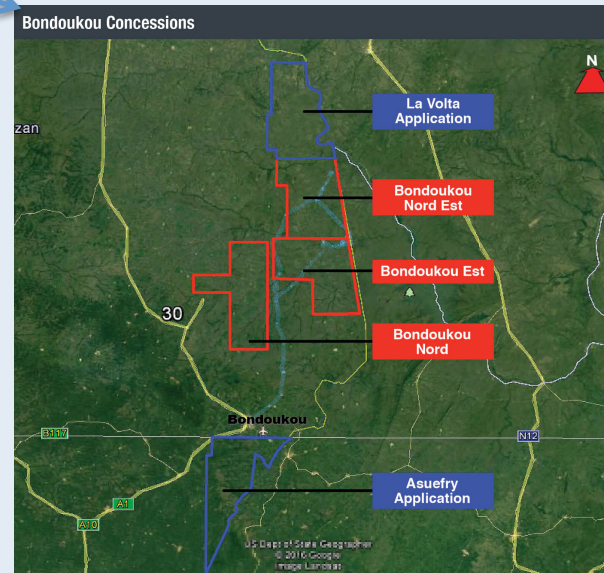 Bondoukou Concessions
N
La Volta
Application
zan
Bondoukou
Nord Est
Bondoukou Est
30
Bondoukou
Nord
Bondoukou
B117
N12
Asuefry
Application
A1
A10
US Dept of State Geographer
© 2016 Google
Image Landsat